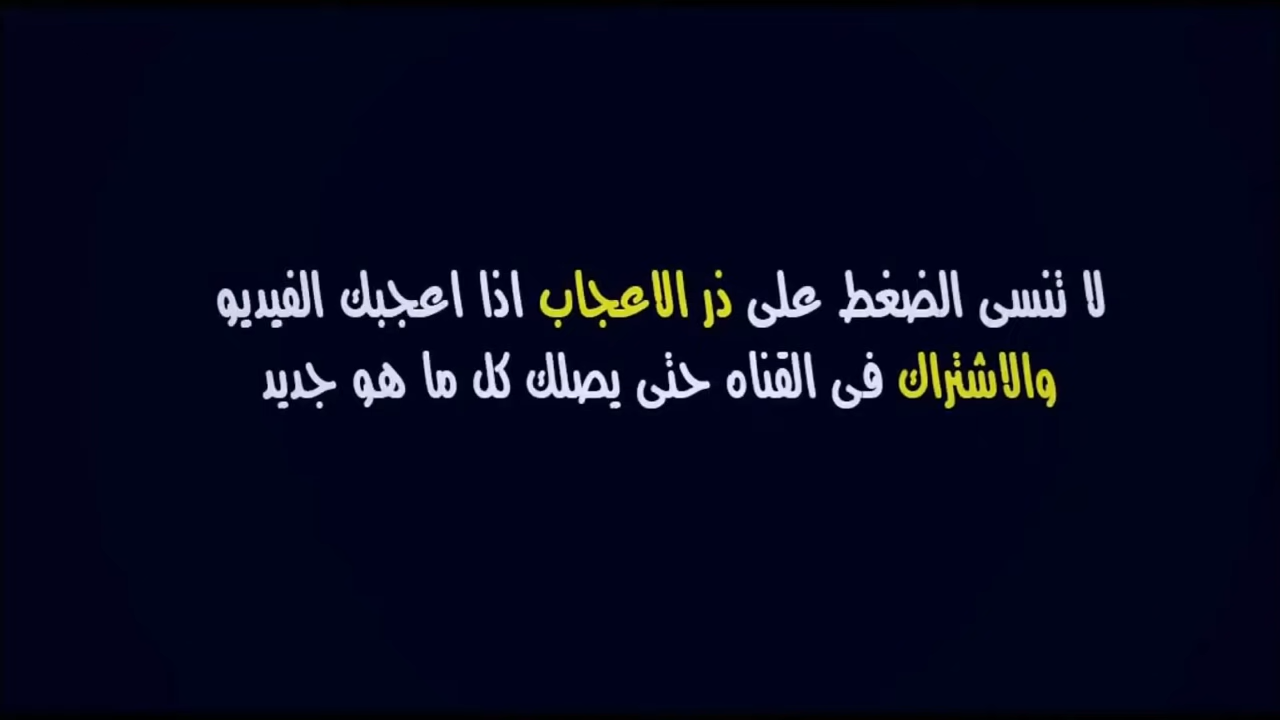 لا تنسى الضغط على ذر الاعجاب اذا اعجبك الفيديو
والاشتراك فى القناه حتى يصلك كل ما هو جديد